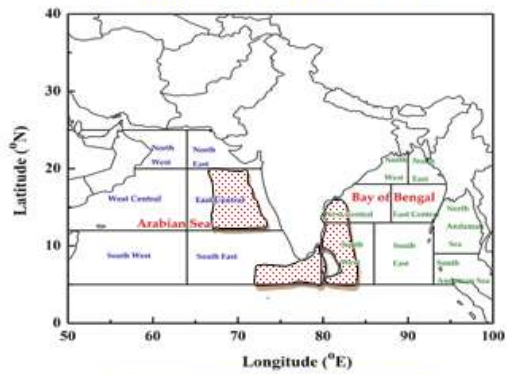 40
30
20
10
0
50
60
70
80
90
100
Latitude (°N)
Longitude (°E)
North
West
North
East
West Central
East Central
Arabian Sea
South West
South East
North
West
North
East
Bay of Bengal
West Central
East Central
South
West
South
East
North
Andaman
Sea
South
Andaman Sea